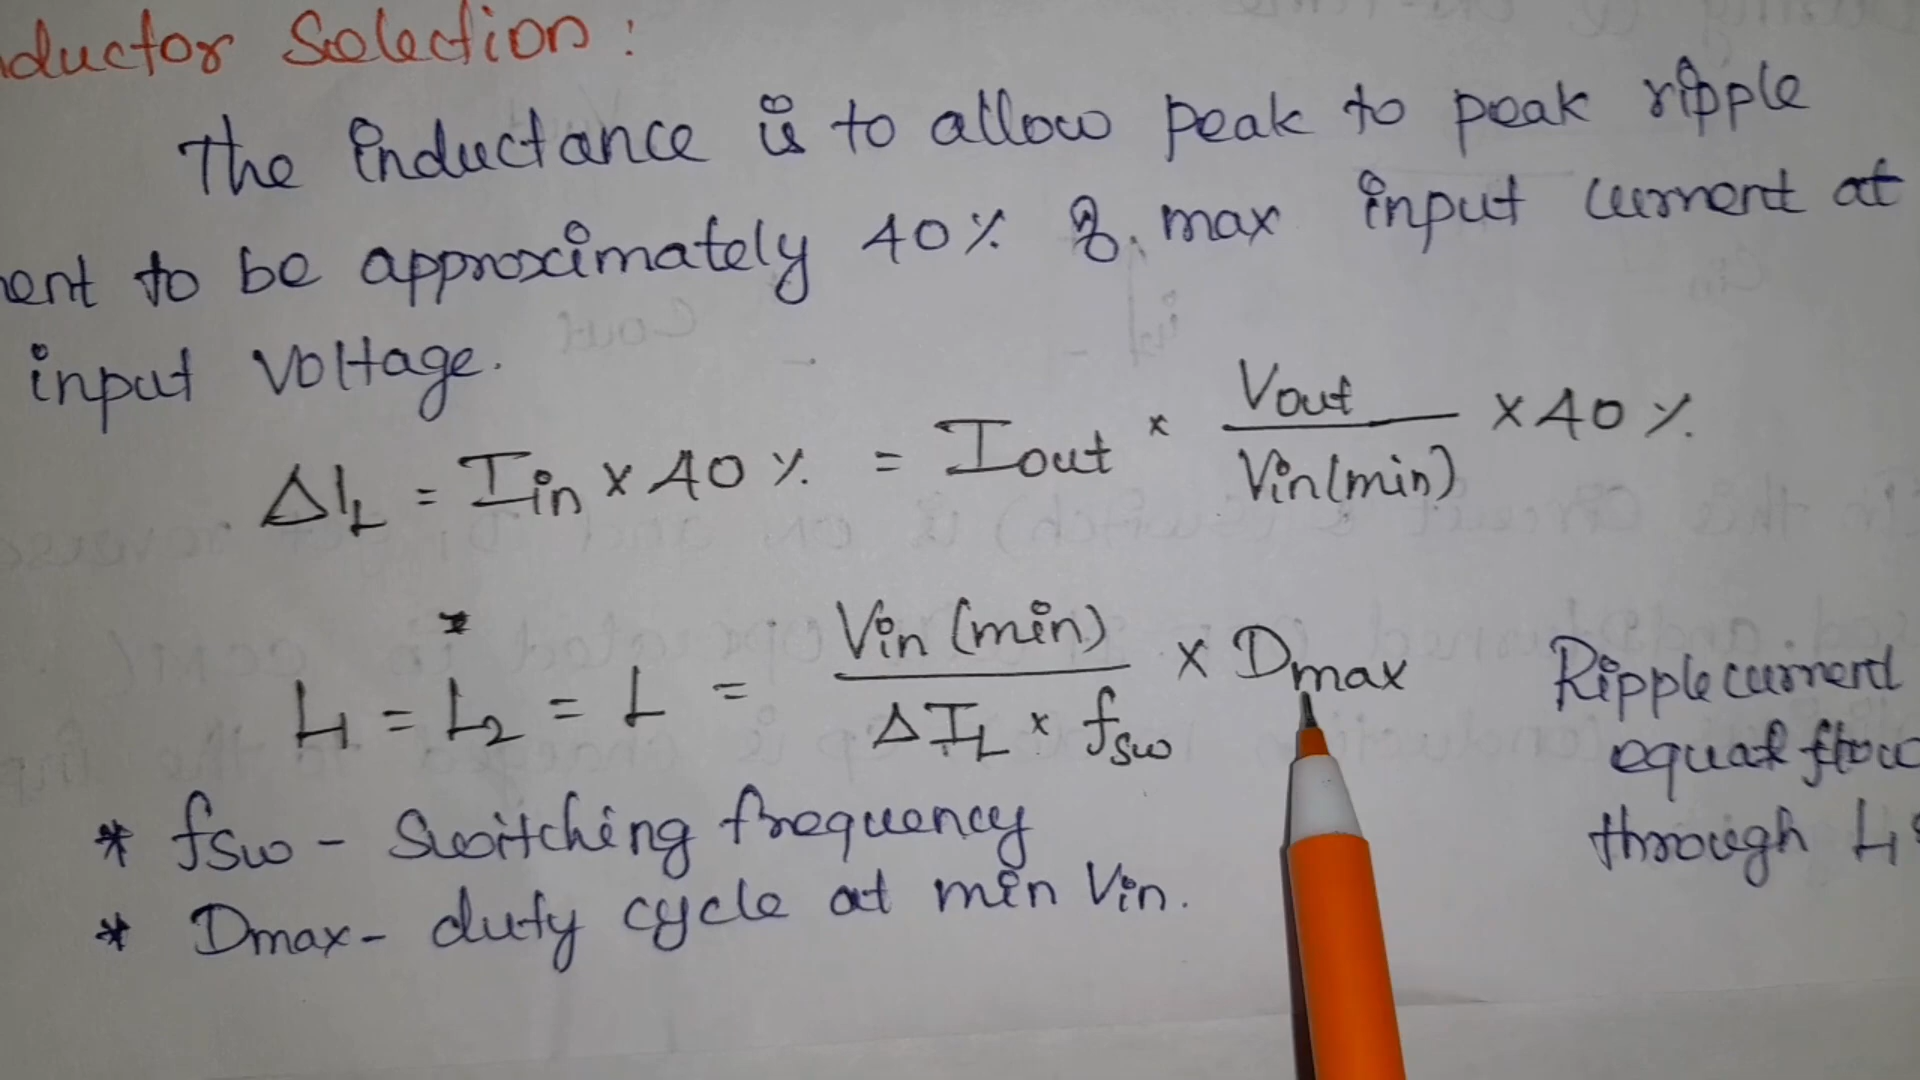 ductor Selection :
The inductance is to allow peak to peak ripple
ent to be approximately 40% of max input current at
input Voltage.
ΔIL = Iin × 40% = Iout × Vout / Vin(min) × 40%
L1 = L2 = L = Vin (min) / ΔIL × fsw × Dmax
Ripple current
equal flow
through L1
* fsw - Switching frequency
* Dmax - duty cycle at min Vin.